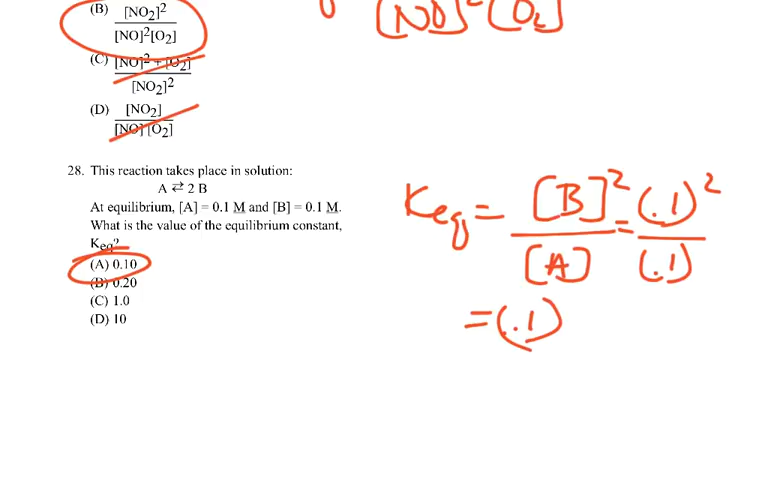 (B) [NO₂]²
[NO]²[O₂]
[NO]² [O₂]
(C) [NO]² + [O₂]
[NO₂]²
(D) [NO₂]
[NO] [O₂]
28. This reaction takes place in solution:
A ⇄ 2 B
At equilibrium, [A] = 0.1 M and [B] = 0.1 M.
What is the value of the equilibrium constant,
Keq?
(A) 0.10
(B) 0.20
(C) 1.0
(D) 10
Keq = [B]² = (.1)²
[A] (.1)
= (.1)